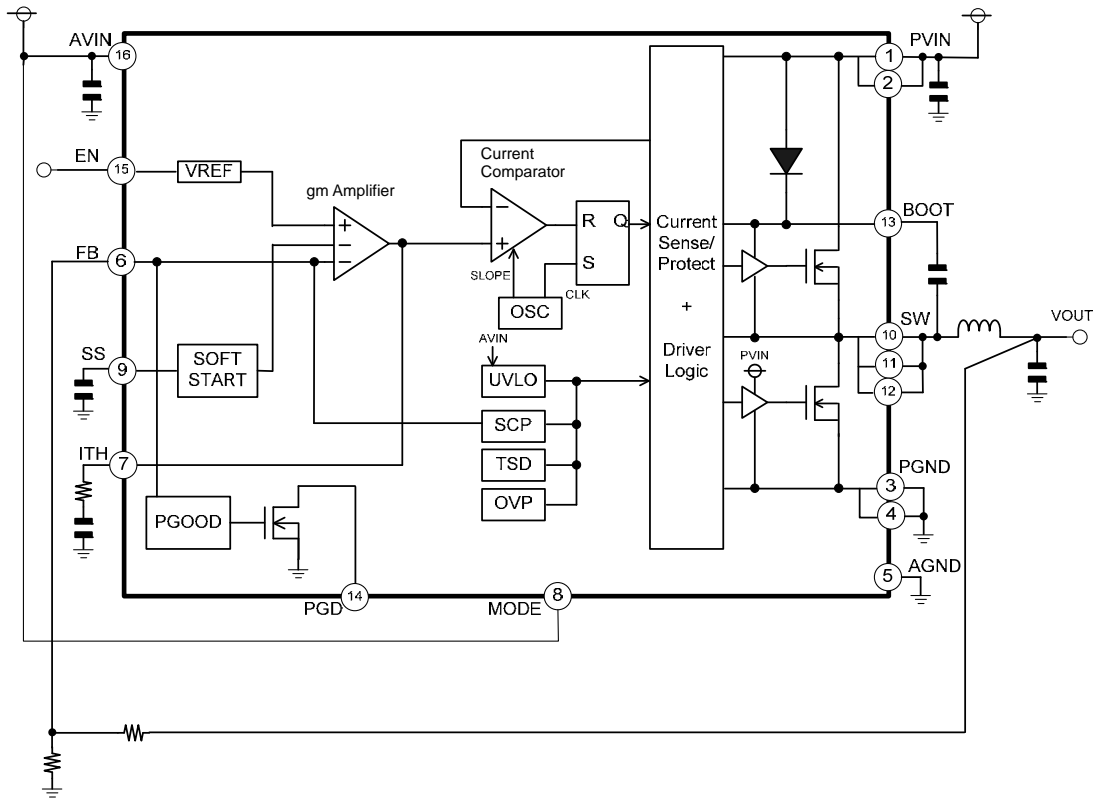 AVIN
16
PVIN
1
2
EN
15
VREF
gm Amplifier
+
−
−
Current
Comparator
−
+
SLOPE
R
Q
S
CLK
OSC
Current
Sense/
Protect
+
Driver
Logic
BOOT
13
FB
6
SW
10
11
12
VOUT
SS
9
SOFT
START
AVIN
UVLO
SCP
TSD
OVP
PVIN
ITH
7
PGOOD
PGND
3
4
AGND
5
PGD
14
MODE
8